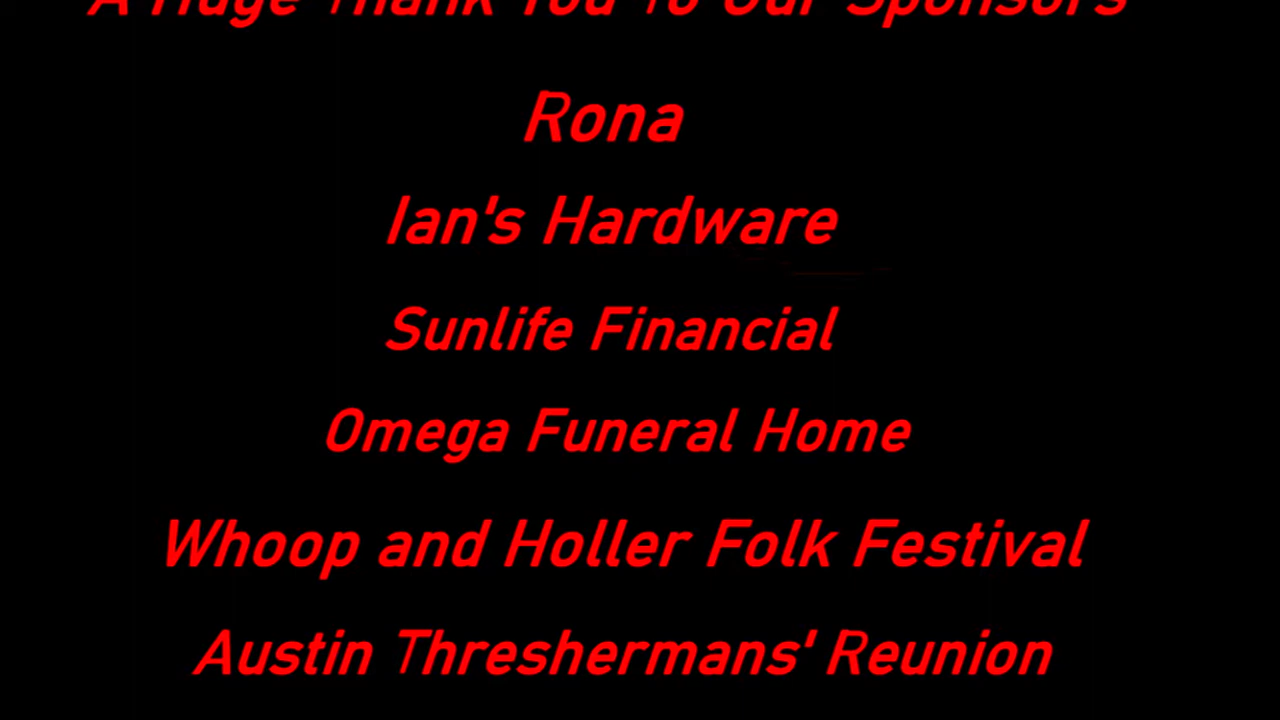 A Huge Thank You To Our Sponsors
Rona
Ian's Hardware
Sunlife Financial
Omega Funeral Home
Whoop and Holler Folk Festival
Austin Threshermans' Reunion